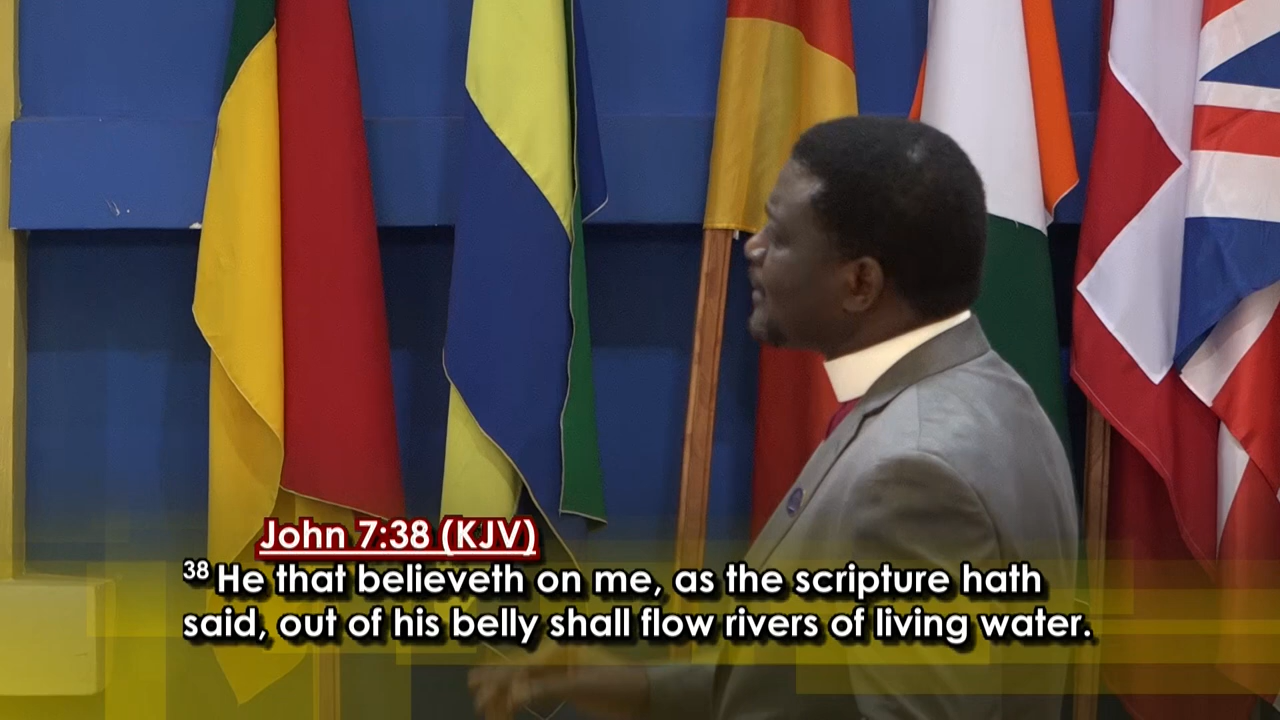 John 7:38 (KJV)
38 He that believeth on me, as the scripture hath
said, out of his belly shall flow rivers of living water.